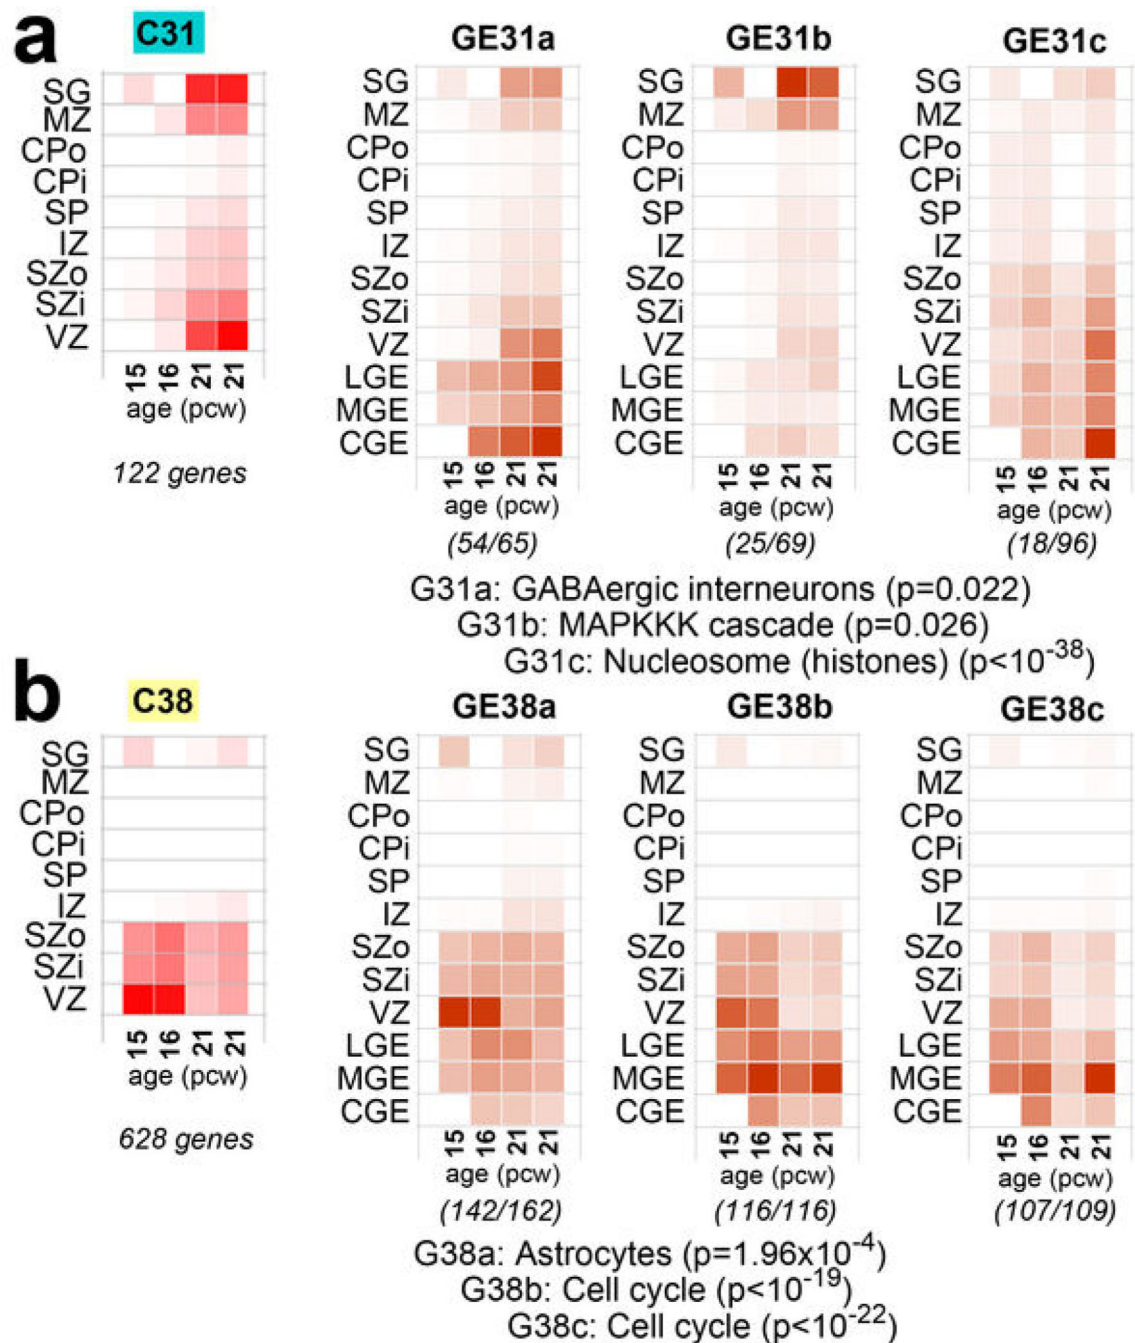 a
C31
GE31a
GE31b
GE31c
SG
MZ
CPo
CPi
SP
IZ
SZo
SZi
VZ
15 16 21 21
age (pcw)
122 genes
SG
MZ
CPo
CPi
SP
IZ
SZo
SZi
VZ
LGE
MGE
CGE
15 16 21 21
age (pcw)
(54/65)
SG
MZ
CPo
CPi
SP
IZ
SZo
SZi
VZ
LGE
MGE
CGE
15 16 21 21
age (pcw)
(25/69)
SG
MZ
CPo
CPi
SP
IZ
SZo
SZi
VZ
LGE
MGE
CGE
15 16 21 21
age (pcw)
(18/96)
G31a: GABAergic interneurons (p=0.022)
G31b: MAPKKK cascade (p=0.026)
G31c: Nucleosome (histones) (p<10⁻³⁸)
b
C38
GE38a
GE38b
GE38c
SG
MZ
CPo
CPi
SP
IZ
SZo
SZi
VZ
15 16 21 21
age (pcw)
628 genes
SG
MZ
CPo
CPi
SP
IZ
SZo
SZi
VZ
LGE
MGE
CGE
15 16 21 21
age (pcw)
(142/162)
SG
MZ
CPo
CPi
SP
IZ
SZo
SZi
VZ
LGE
MGE
CGE
15 16 21 21
age (pcw)
(116/116)
SG
MZ
CPo
CPi
SP
IZ
SZo
SZi
VZ
LGE
MGE
CGE
15 16 21 21
age (pcw)
(107/109)
G38a: Astrocytes (p=1.96x10⁻⁴)
G38b: Cell cycle (p<10⁻¹⁹)
G38c: Cell cycle (p<10⁻²²)